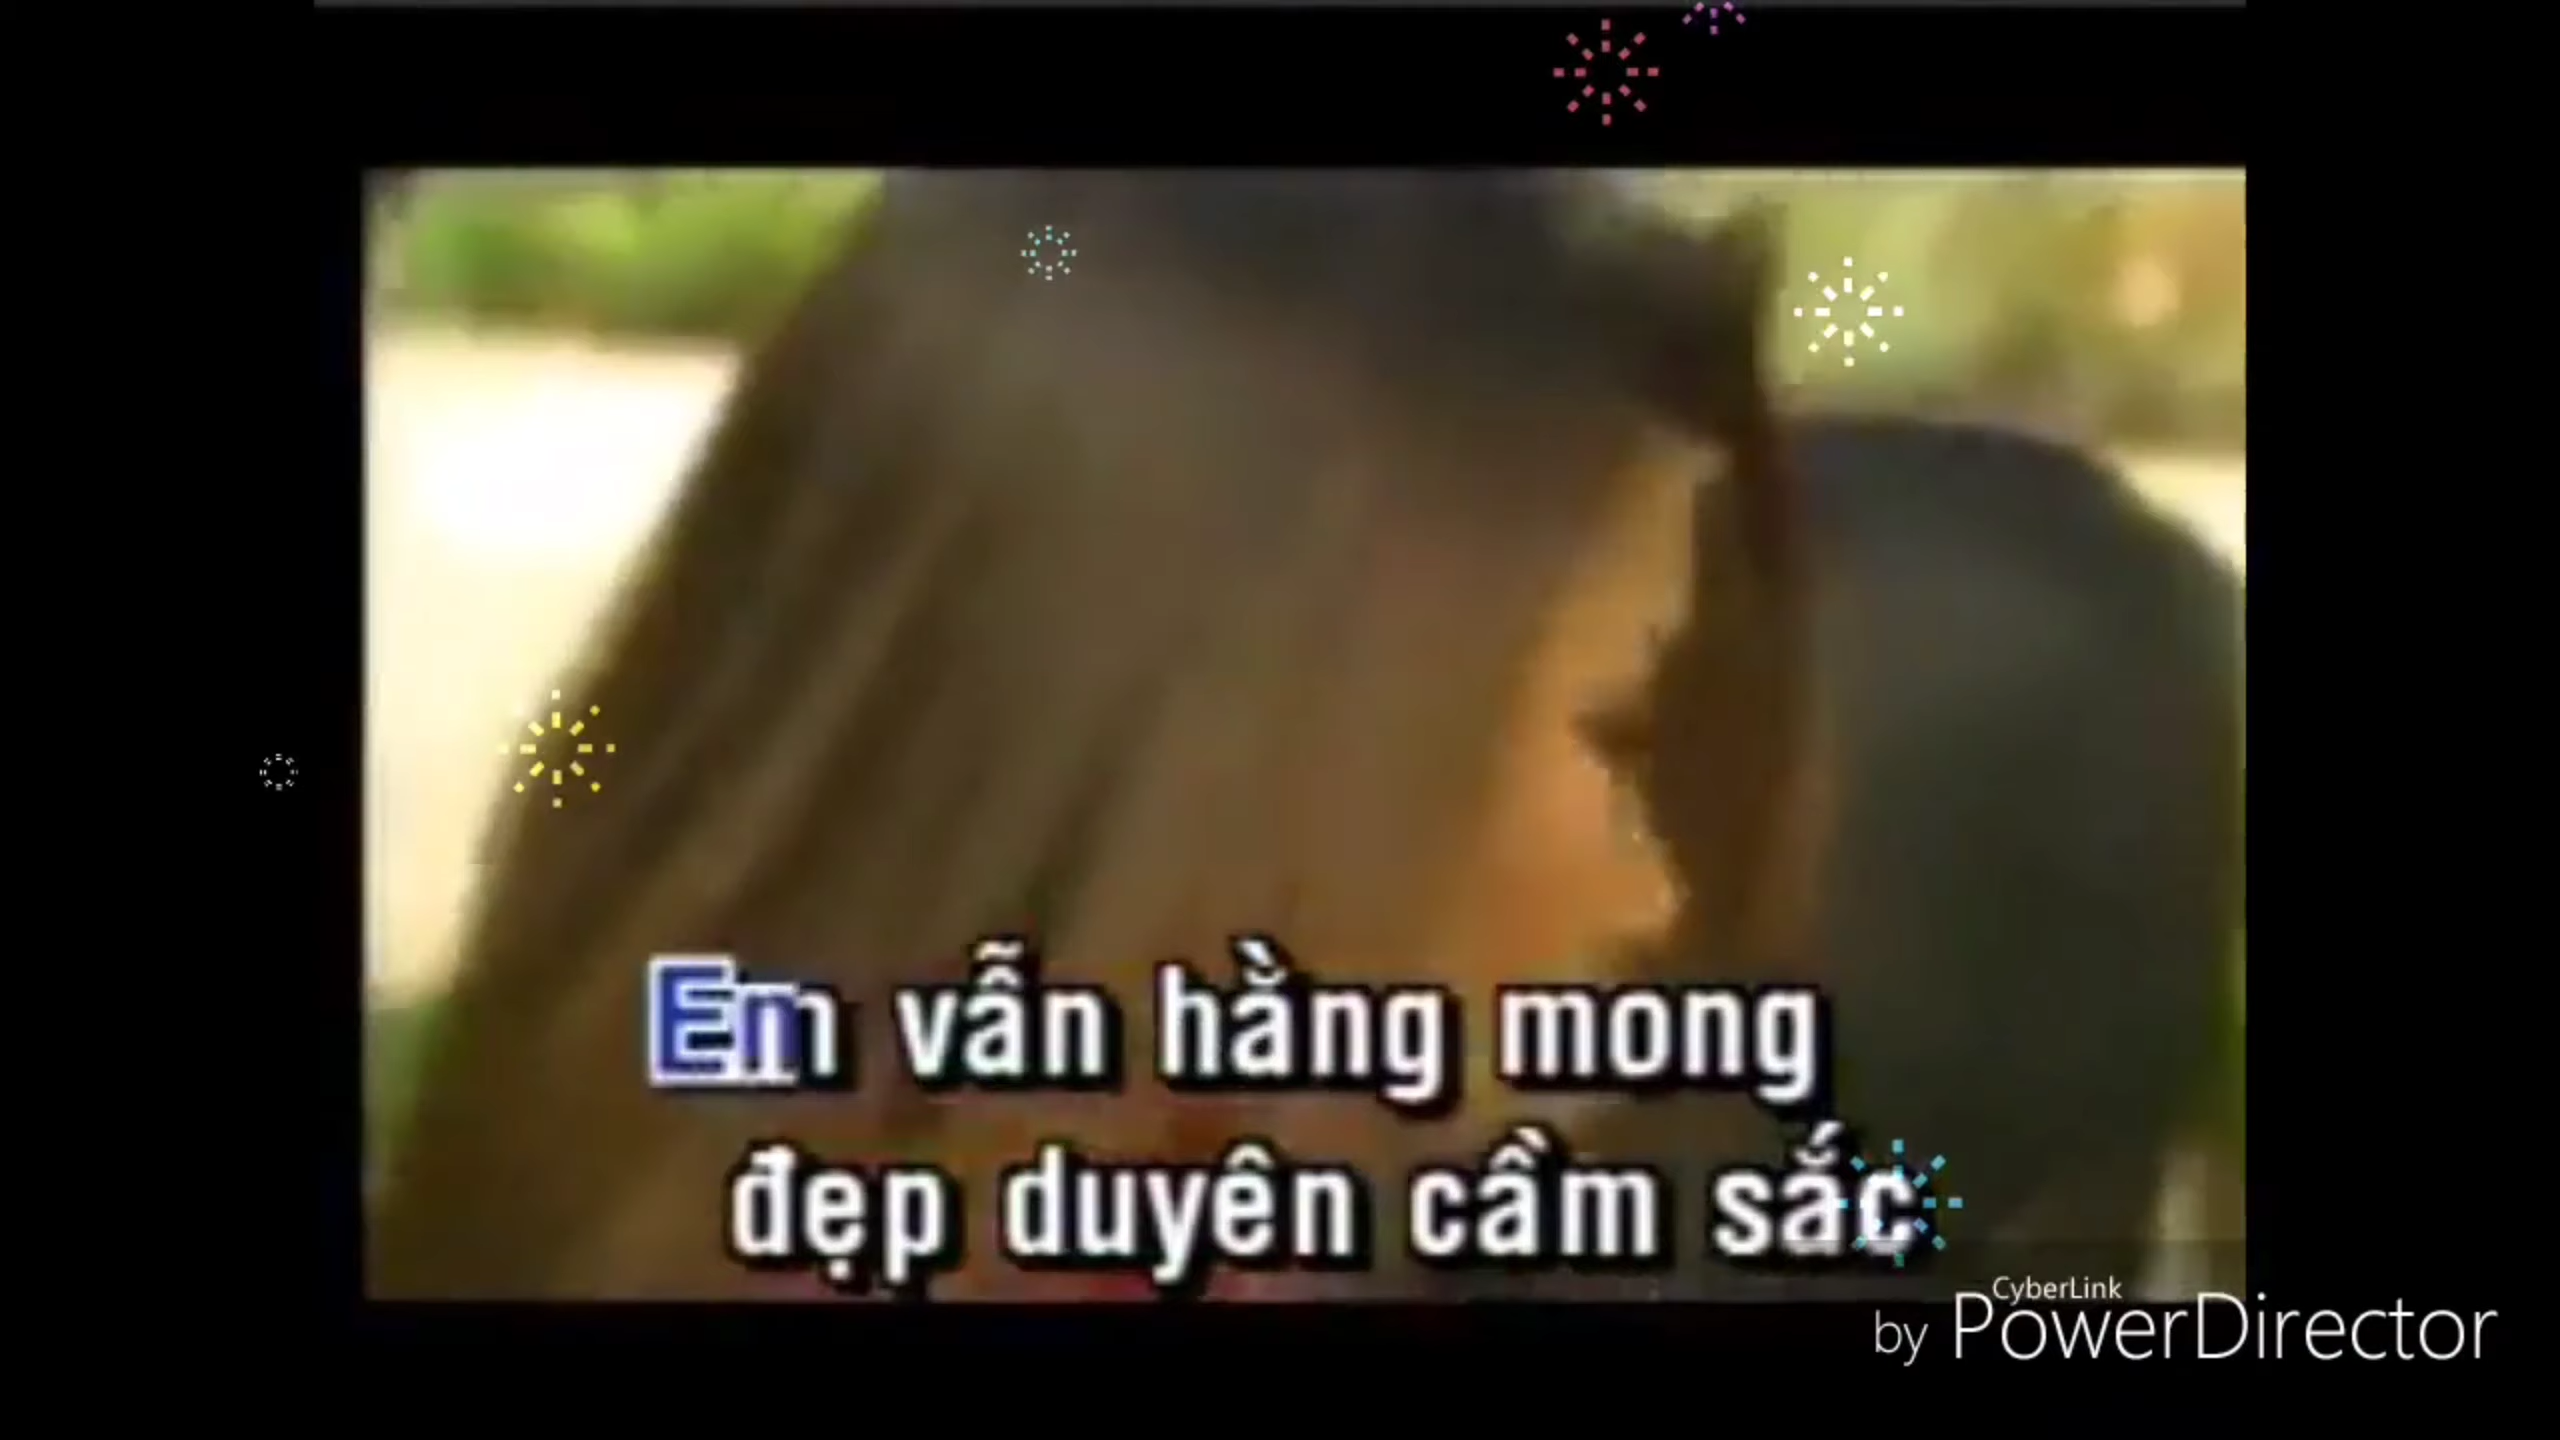 Em vẫn hằng mong
đẹp duyên cầm sắc
CyberLink
by PowerDirector